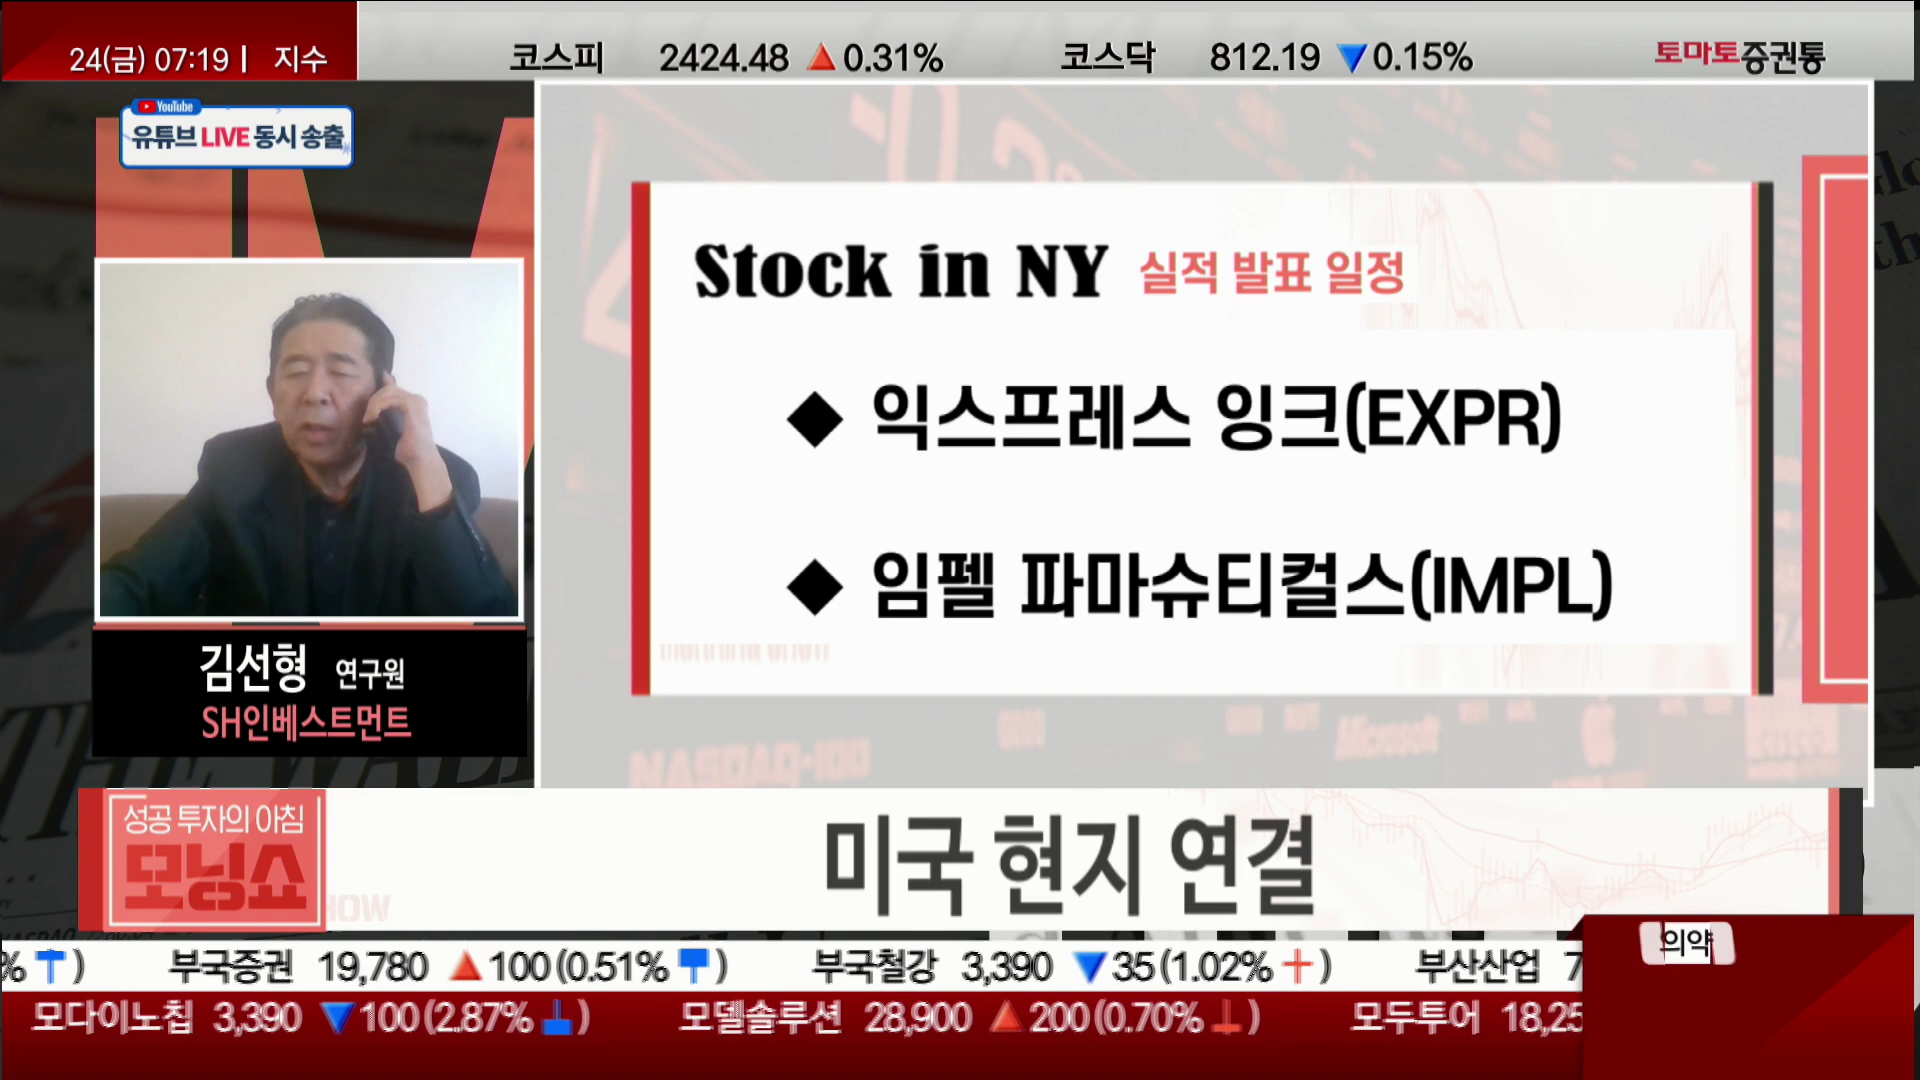 24(금) 07:19 | 지수 코스피 2424.48 ▲ 0.31% 코스닥 812.19 ▼ 0.15% 토마토증권통
YouTube
유튜브 LIVE 동시 송출
Stock in NY 실적 발표 일정
◆ 익스프레스 잉크(EXPR)
◆ 임펠 파마슈티컬스(IMPL)
김선형 연구원
SH인베스트먼트
NASDAQ-100
Microsoft
성공 투자의 아침
모닝쇼
미국 현지 연결
의약
% ) 부국증권 19,780 ▲ 100 (0.51% ) 부국철강 3,390 ▼ 35 (1.02% ) 부산산업 7
모다이노칩 3,390 ▼ 100 (2.87% ) 모델솔루션 28,900 ▲ 200 (0.70% ) 모두투어 18,25